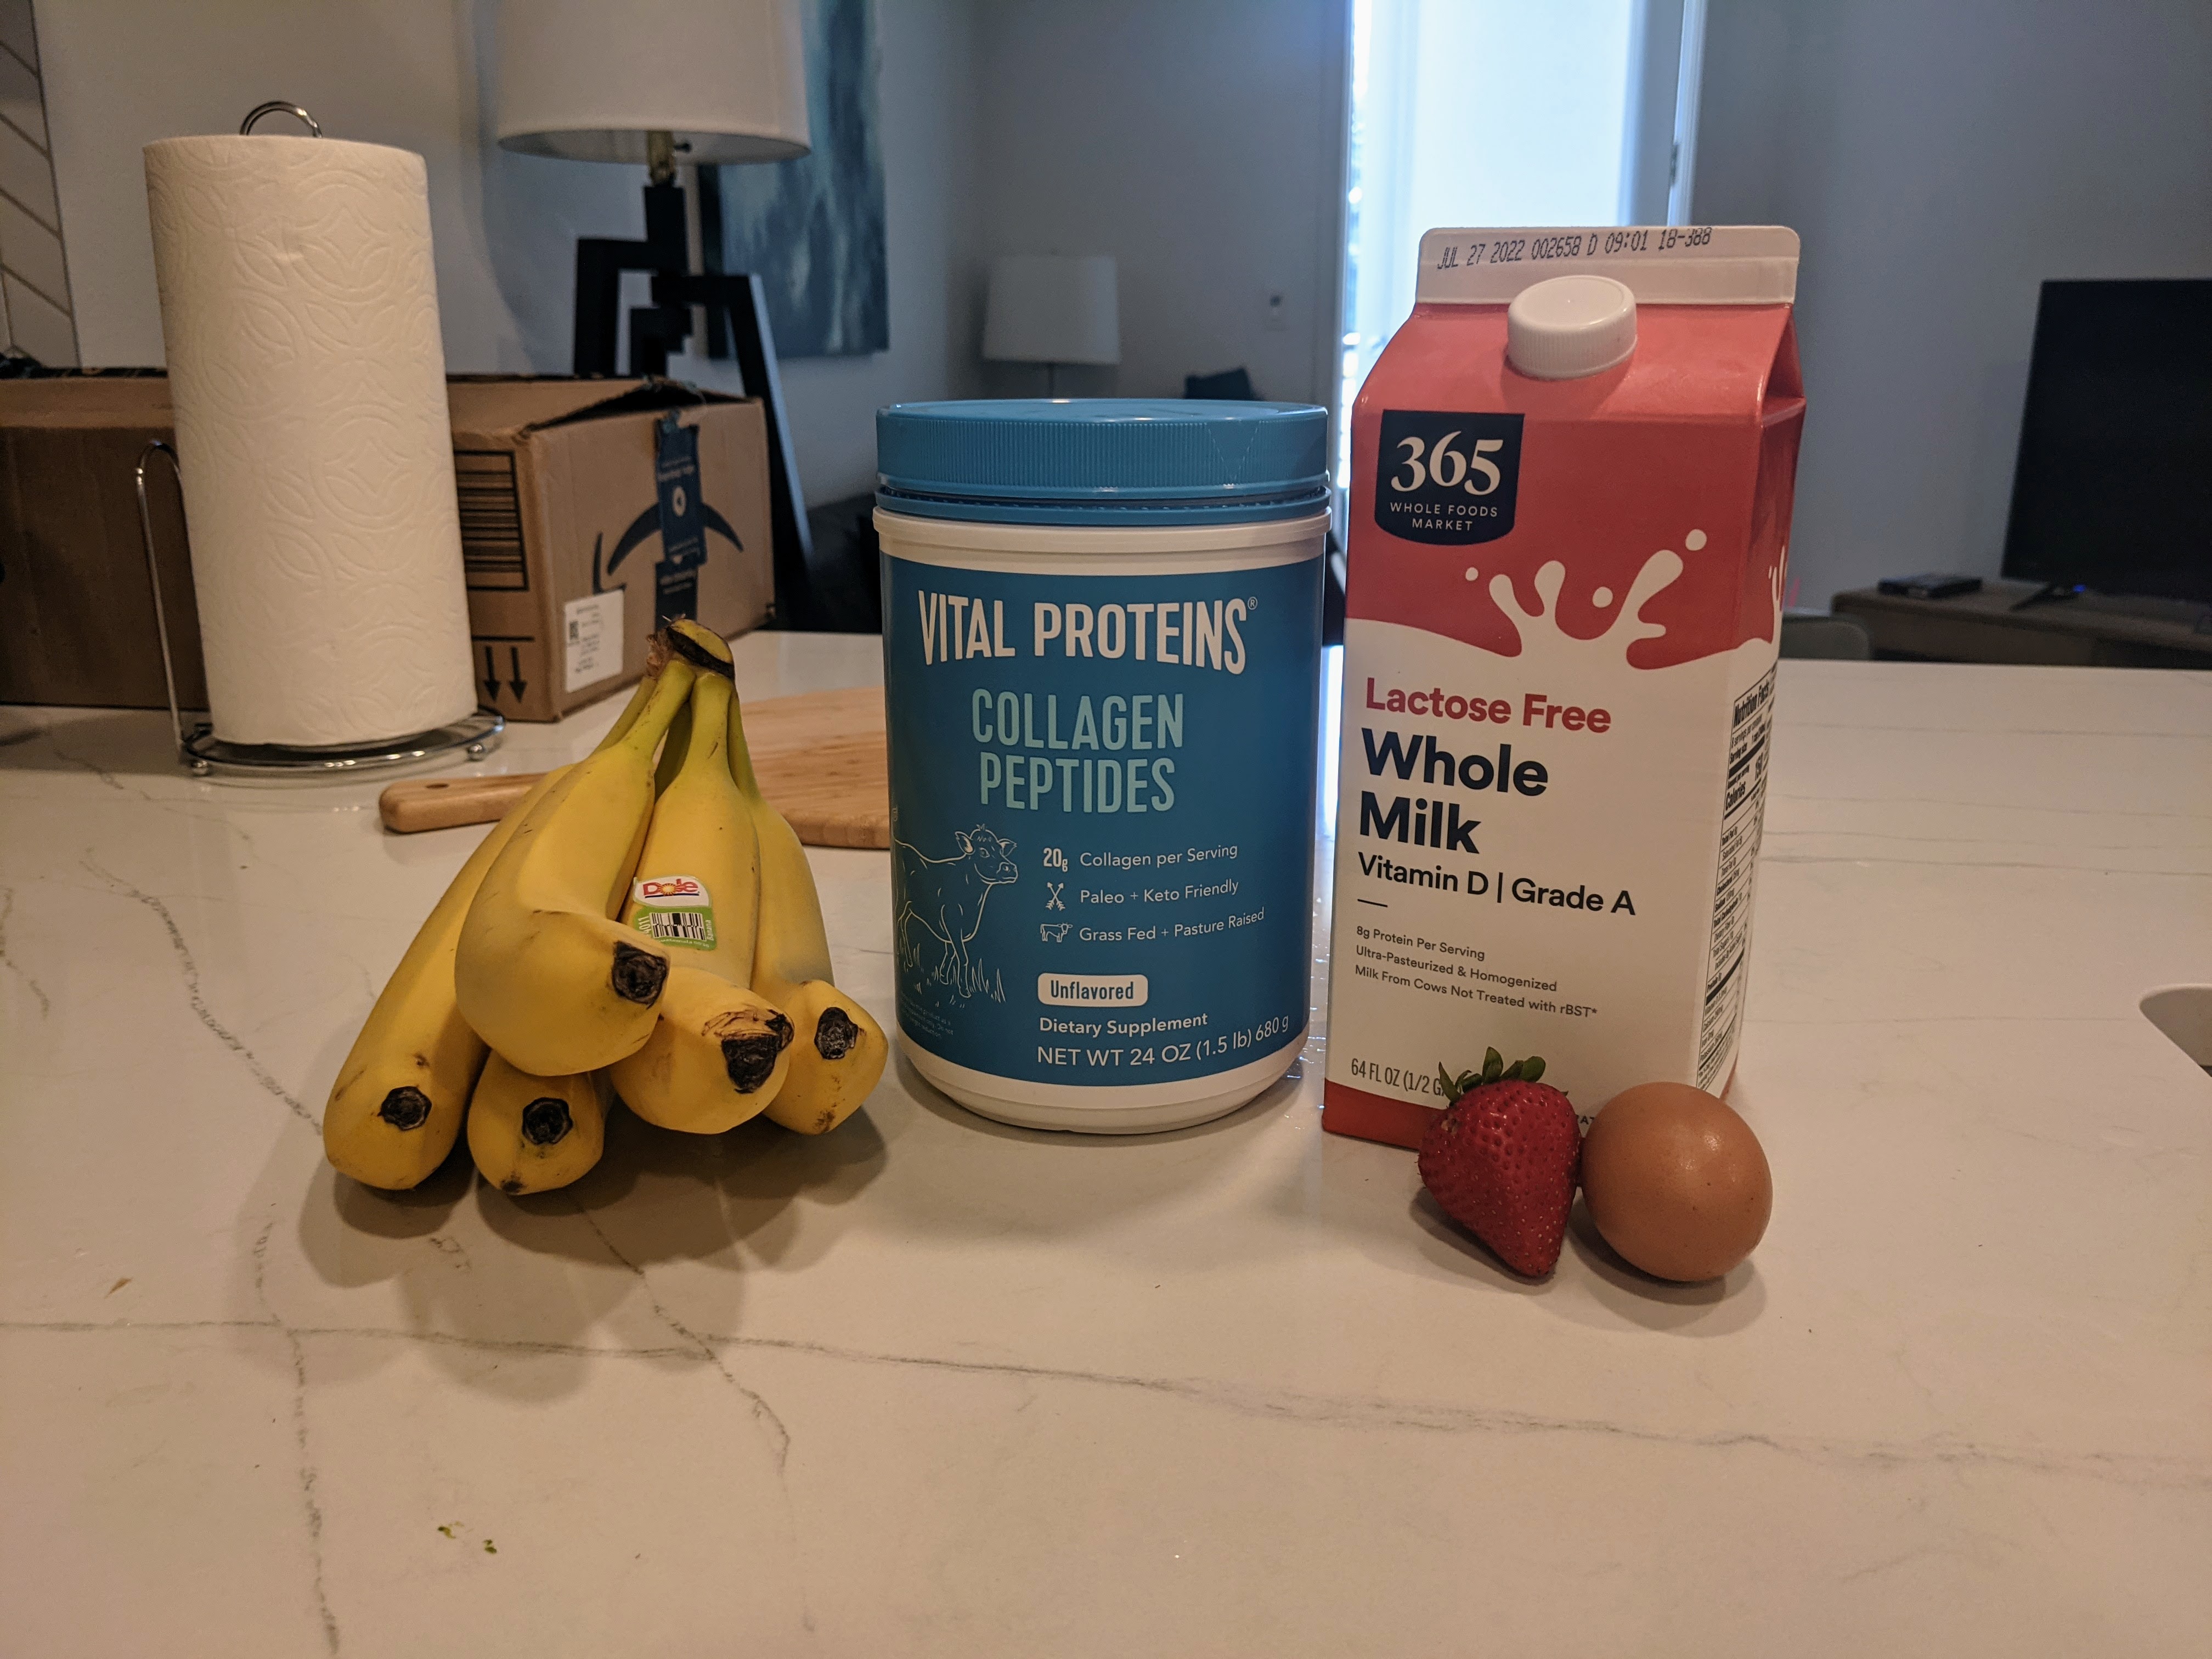 Dole
VITAL PROTEINS®
COLLAGEN
PEPTIDES
20g Collagen per Serving
Paleo + Keto Friendly
Grass Fed + Pasture Raised
Unflavored
Dietary Supplement
NET WT 24 OZ (1.5 lb) 680 g
JUL 27 2022 002658 D 09:01 18-388
365
WHOLE FOODS
MARKET
Lactose Free
Whole
Milk
Vitamin D | Grade A
8g Protein Per Serving
Ultra-Pasteurized & Homogenized
Milk From Cows Not Treated with rBST*
64 FL OZ (1/2 G
Nutrition Facts
Calories